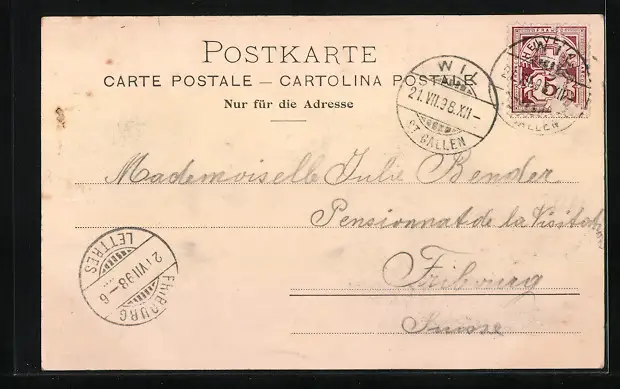 POSTKARTE
CARTE POSTALE — CARTOLINA POSTALE
Nur für die Adresse
WIL
21.VII.98.XII-
ST. GALLEN
5
GALLEN
Mademoiselle Julie Bender
Pensionnat de la Visitation
Fribourg
Suisse
LETTRES
21 VII 98-6
FRIBOURG